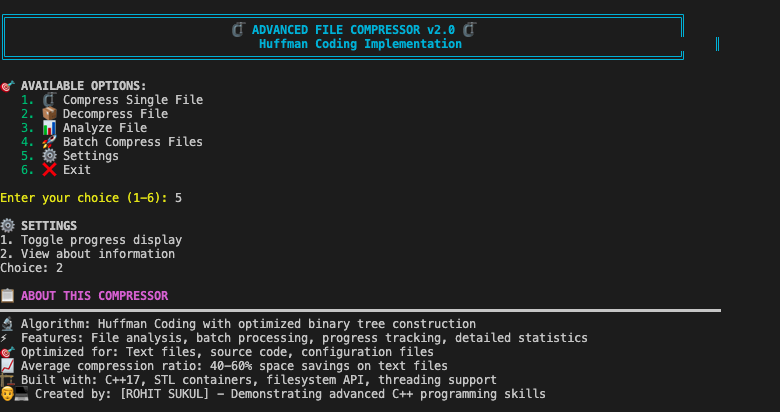 🗜️ ADVANCED FILE COMPRESSOR v2.0 🗜️
Huffman Coding Implementation
🎯 AVAILABLE OPTIONS:
1. 🗜️ Compress Single File
2. 📦 Decompress File
3. 📊 Analyze File
4. 🚀 Batch Compress Files
5. ⚙️ Settings
6. ❌ Exit
Enter your choice (1-6): 5
⚙️ SETTINGS
1. Toggle progress display
2. View about information
Choice: 2
📋 ABOUT THIS COMPRESSOR
🔬 Algorithm: Huffman Coding with optimized binary tree construction
⚡ Features: File analysis, batch processing, progress tracking, detailed statistics
🎯 Optimized for: Text files, source code, configuration files
📈 Average compression ratio: 40-60% space savings on text files
🏗️ Built with: C++17, STL containers, filesystem API, threading support
👨‍💻 Created by: [ROHIT SUKUL] - Demonstrating advanced C++ programming skills